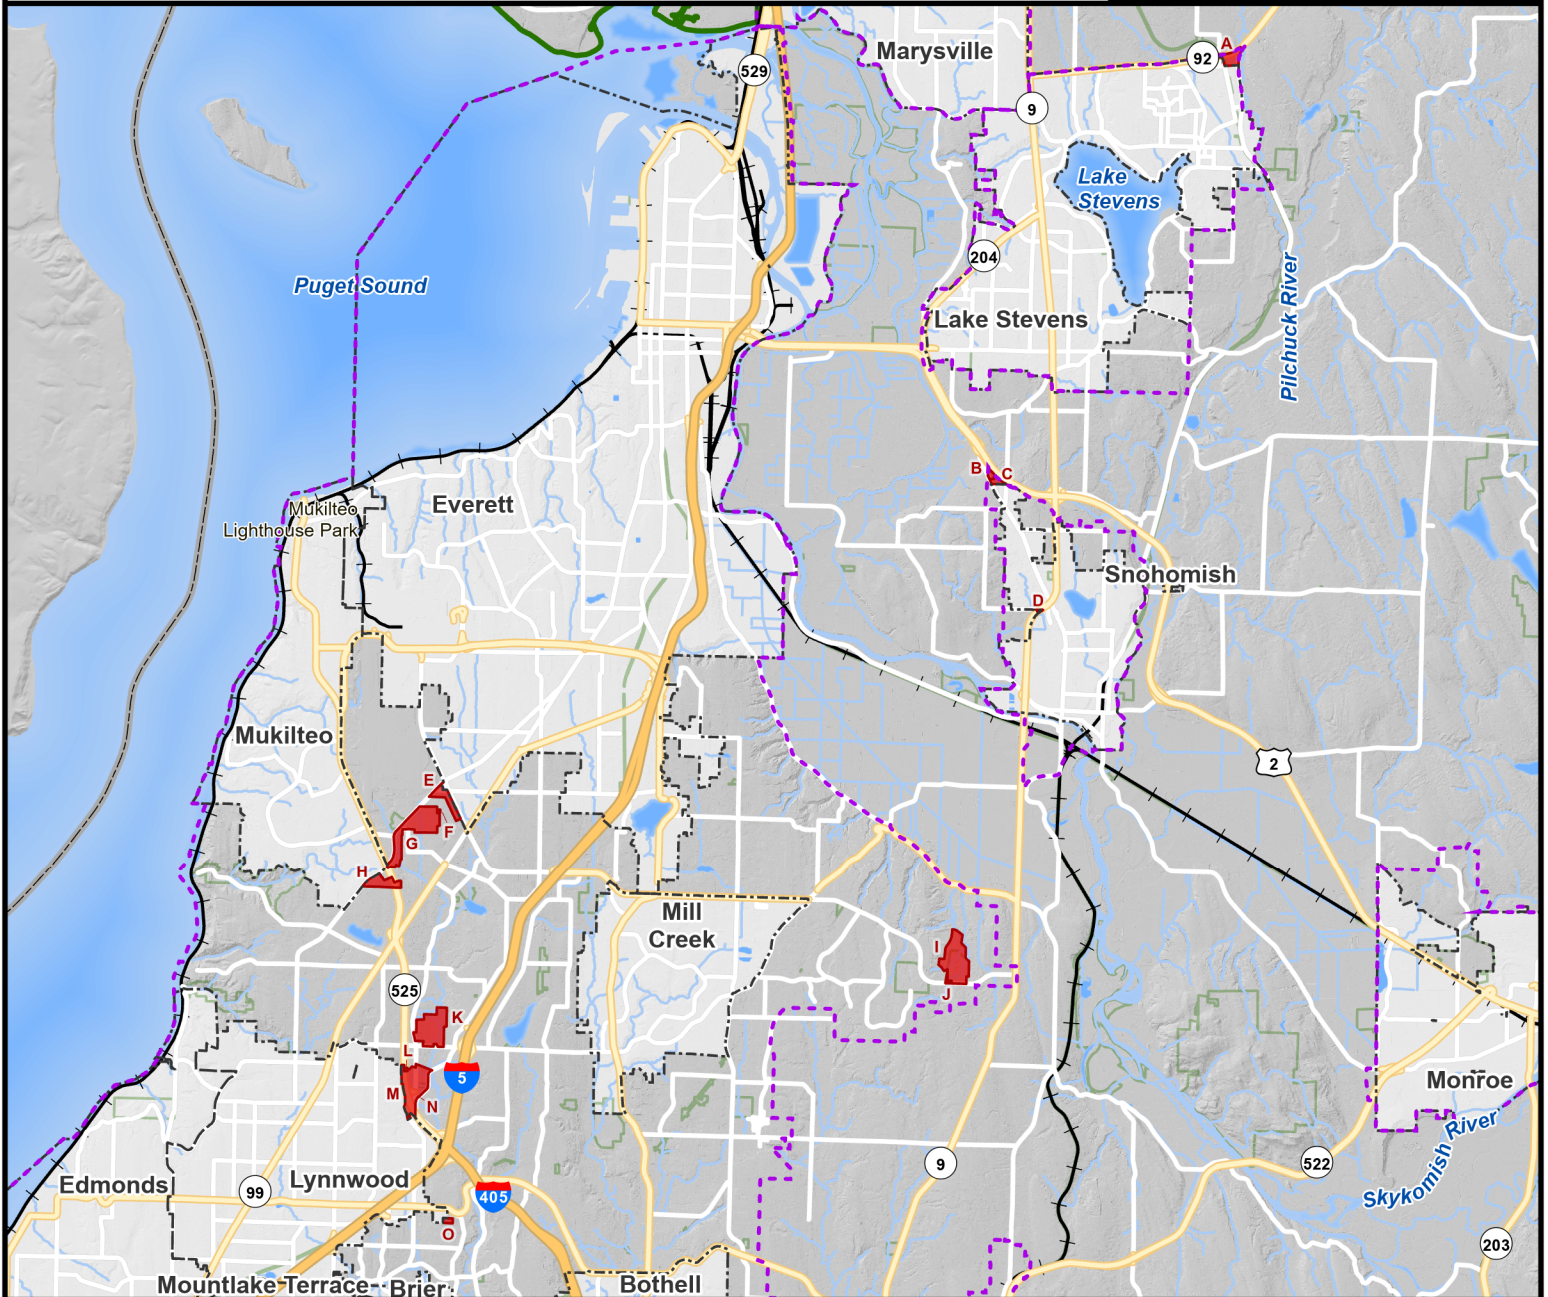 Marysville
A
92
529
9
Lake
Stevens
204
Puget Sound
Pilchuck River
Lake Stevens
B
C
Everett
Mukilteo
Lighthouse Park
Snohomish
D
Mukilteo
2
E
F
G
H
Mill
Creek
I
J
525
K
L
5
M
N
Monroe
Skykomish River
9
522
Edmonds
Lynnwood
99
405
O
203
Mountlake Terrace
Brier
Bothell